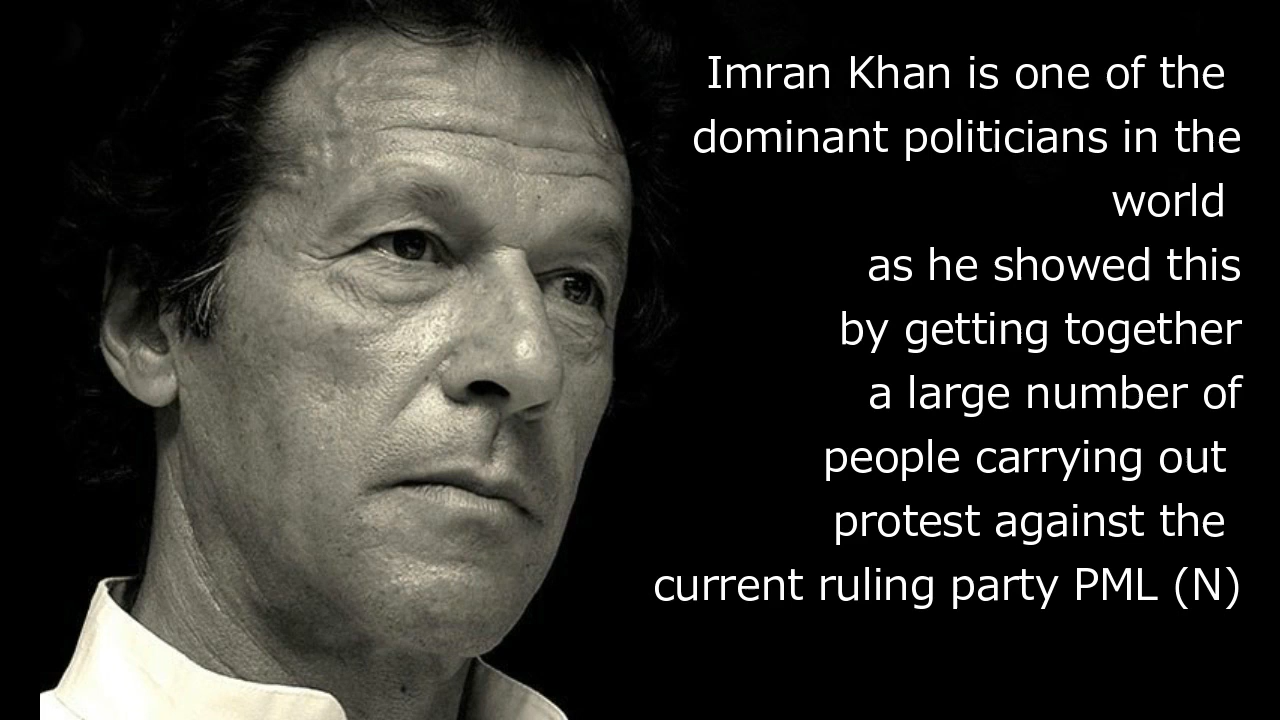 Imran Khan is one of the
dominant politicians in the
world
as he showed this
by getting together
a large number of
people carrying out
protest against the
current ruling party PML (N)